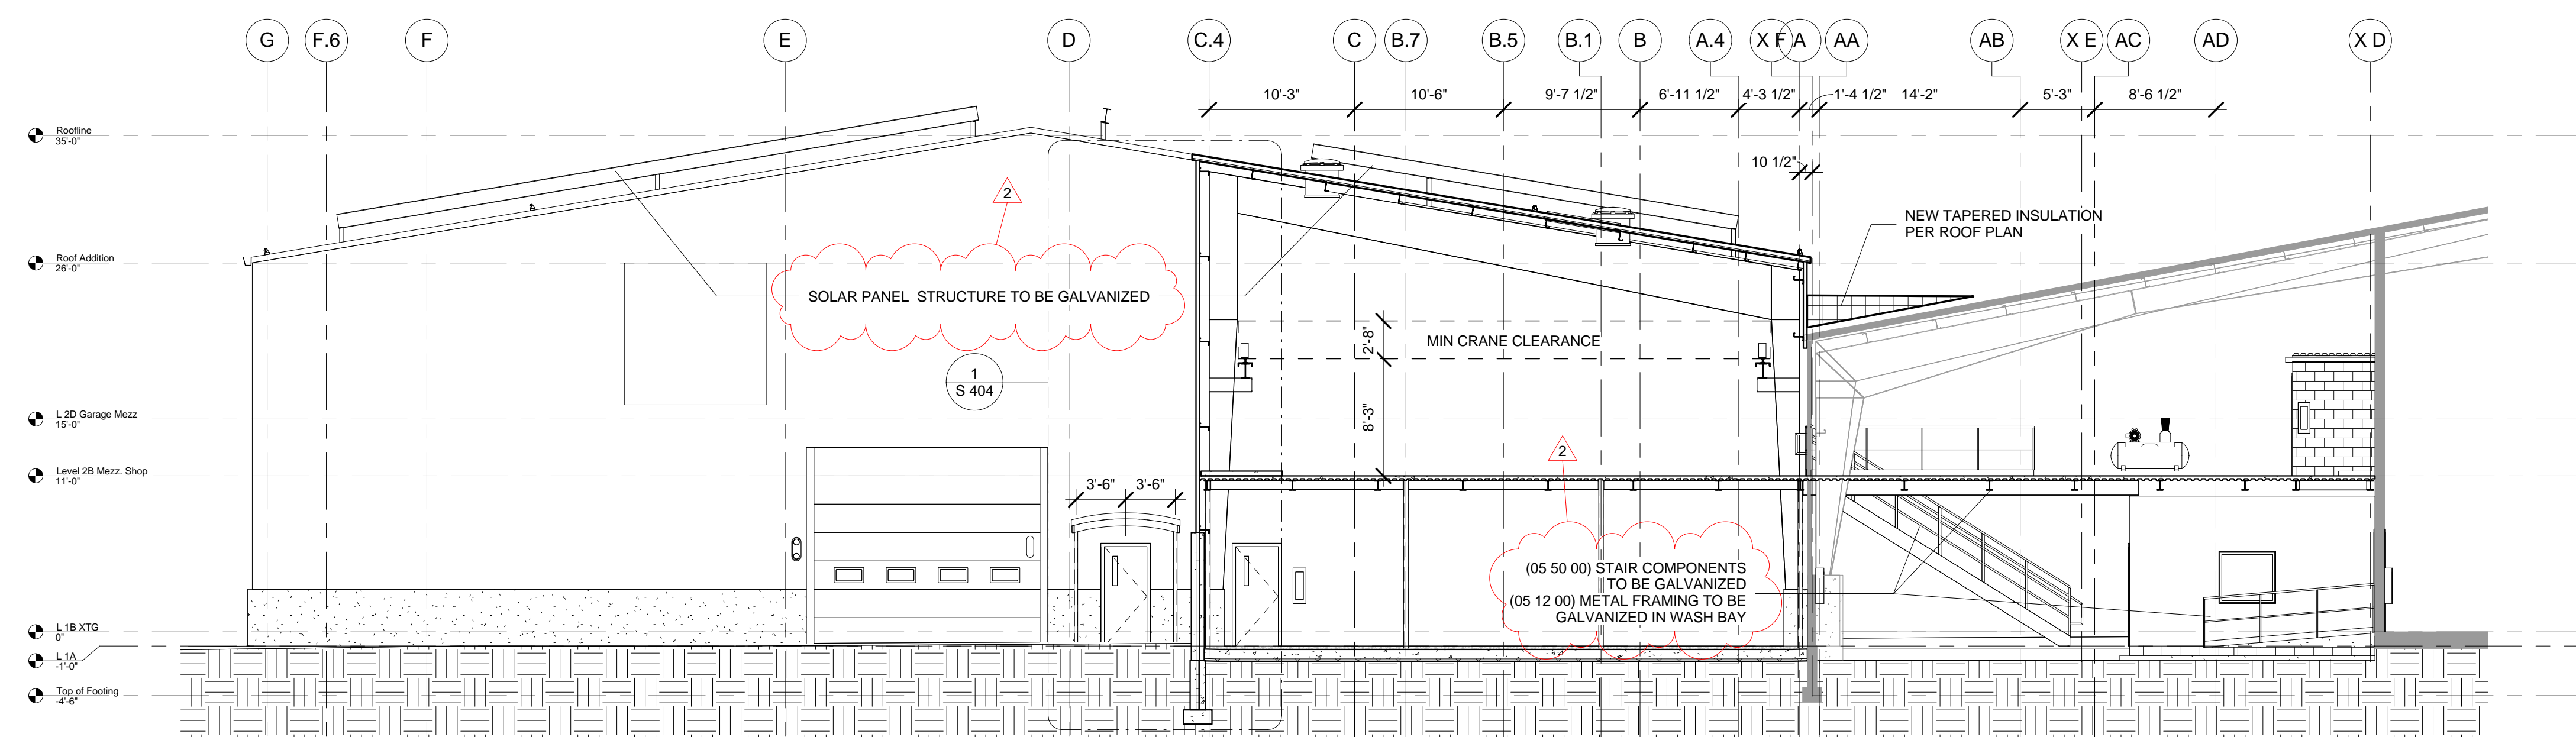 G F.6 F E D C.4 C B.7 B.5 B.1 B A.4 X F A AA AB X E AC AD X D
10'-3" 10'-6" 9'-7 1/2" 6'-11 1/2" 4'-3 1/2" 1'-4 1/2" 14'-2" 5'-3" 8'-6 1/2"
Roofline
35'-0"
10 1/2"
2
NEW TAPERED INSULATION
PER ROOF PLAN
Roof Addition
26'-0"
SOLAR PANEL STRUCTURE TO BE GALVANIZED
2'-8"
MIN CRANE CLEARANCE
1
S 404
8'-3"
L 2D Garage Mezz
15'-0"
2
Level 2B Mezz. Shop
11'-0"
3'-6" 3'-6"
(05 50 00) STAIR COMPONENTS
TO BE GALVANIZED
(05 12 00) METAL FRAMING TO BE
GALVANIZED IN WASH BAY
L 1B XTG
0"
L 1A
-1'-0"
Top of Footing
-4'-6"